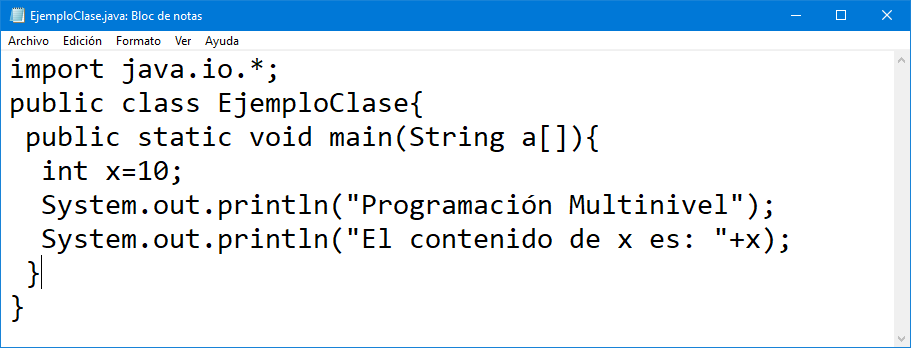 EjemploClase.java: Bloc de notas
Archivo Edición Formato Ver Ayuda
import java.io.*;
public class EjemploClase{
 public static void main(String a[]){
  int x=10;
  System.out.println("Programación Multinivel");
  System.out.println("El contenido de x es: "+x);
 }
}